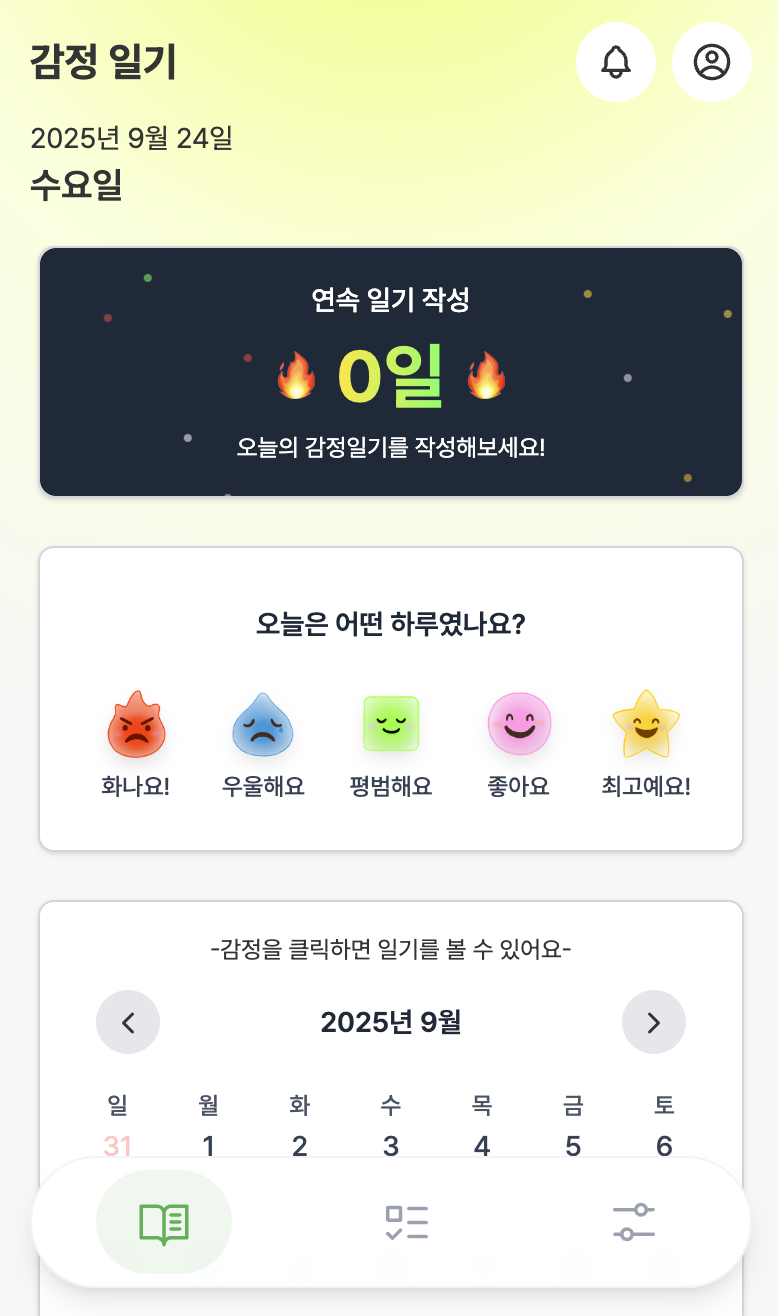 감정 일기
2025년 9월 24일
수요일
연속 일기 작성
🔥 0일 🔥
오늘의 감정일기를 작성해보세요!
오늘은 어떤 하루였나요?
화나요! 우울해요 평범해요 좋아요 최고예요!
-감정을 클릭하면 일기를 볼 수 있어요-
2025년 9월
일 월 화 수 목 금 토
31 1 2 3 4 5 6